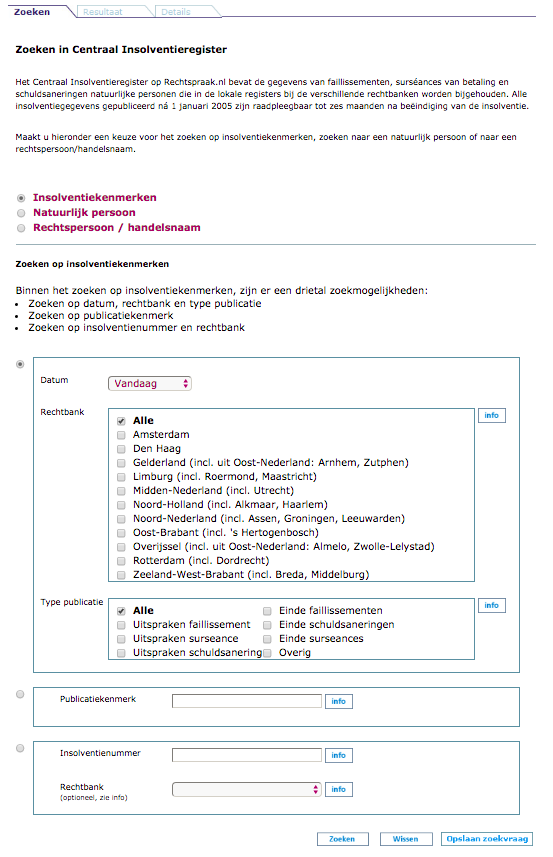 Zoeken Resultaat Details
Zoeken in Centraal Insolventieregister
Het Centraal Insolventieregister op Rechtspraak.nl bevat de gegevens van faillissementen, surséances van betaling en
schuldsaneringen natuurlijke personen die in de lokale registers bij de verschillende rechtbanken worden bijgehouden. Alle
insolventiegegevens gepubliceerd ná 1 januari 2005 zijn raadpleegbaar tot zes maanden na beëindiging van de insolventie.
Maakt u hieronder een keuze voor het zoeken op insolventiekenmerken, zoeken naar een natuurlijk persoon of naar een
rechtspersoon/handelsnaam.
Insolventiekenmerken
Natuurlijk persoon
Rechtspersoon / handelsnaam
Zoeken op insolventiekenmerken
Binnen het zoeken op insolventiekenmerken, zijn er een drietal zoekmogelijkheden:
• Zoeken op datum, rechtbank en type publicatie
• Zoeken op publicatiekenmerk
• Zoeken op insolventienummer en rechtbank
Datum Vandaag
Rechtbank Alle info
Amsterdam
Den Haag
Gelderland (incl. uit Oost-Nederland: Arnhem, Zutphen)
Limburg (incl. Roermond, Maastricht)
Midden-Nederland (incl. Utrecht)
Noord-Holland (incl. Alkmaar, Haarlem)
Noord-Nederland (incl. Assen, Groningen, Leeuwarden)
Oost-Brabant (incl. 's Hertogenbosch)
Overijssel (incl. uit Oost-Nederland: Almelo, Zwolle-Lelystad)
Rotterdam (incl. Dordrecht)
Zeeland-West-Brabant (incl. Breda, Middelburg)
Type publicatie Alle Einde faillissementen info
Uitspraken faillissement Einde schuldsaneringen
Uitspraken surseance Einde surseances
Uitspraken schuldsanering Overig
Publicatiekenmerk info
Insolventienummer info
Rechtbank info
(optioneel, zie info)
Zoeken Wissen Opslaan zoekvraag